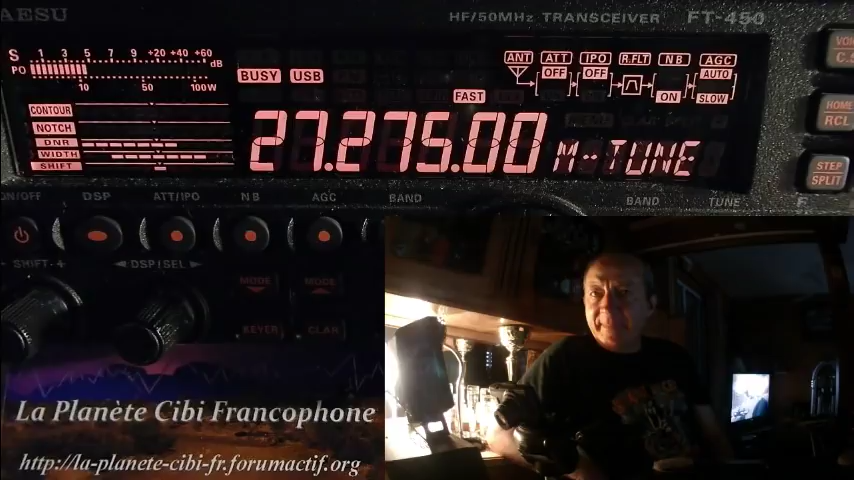 AESU HF/50MHz TRANSCEIVER FT-450
S 1 3 5 7 9 +20 +40 +60 dB
PO 10 50 100W
BUSY USB
ANT ATT IPO R.FLT NB AGC
OFF OFF AUTO
ON SLOW
FAST
CONTOUR
NOTCH
DNR
WIDTH
SHIFT
27.275.00 M-TUNE
HOME
RCL
STEP
SPLIT
ON/OFF DSP ATT/IPO NB AGC BAND BAND TUNE
SHIFT DSP/SEL
MODE MODE
KEYER CLAR
La Planète Cibi Francophone
http://la-planete-cibi-fr.forumactif.org